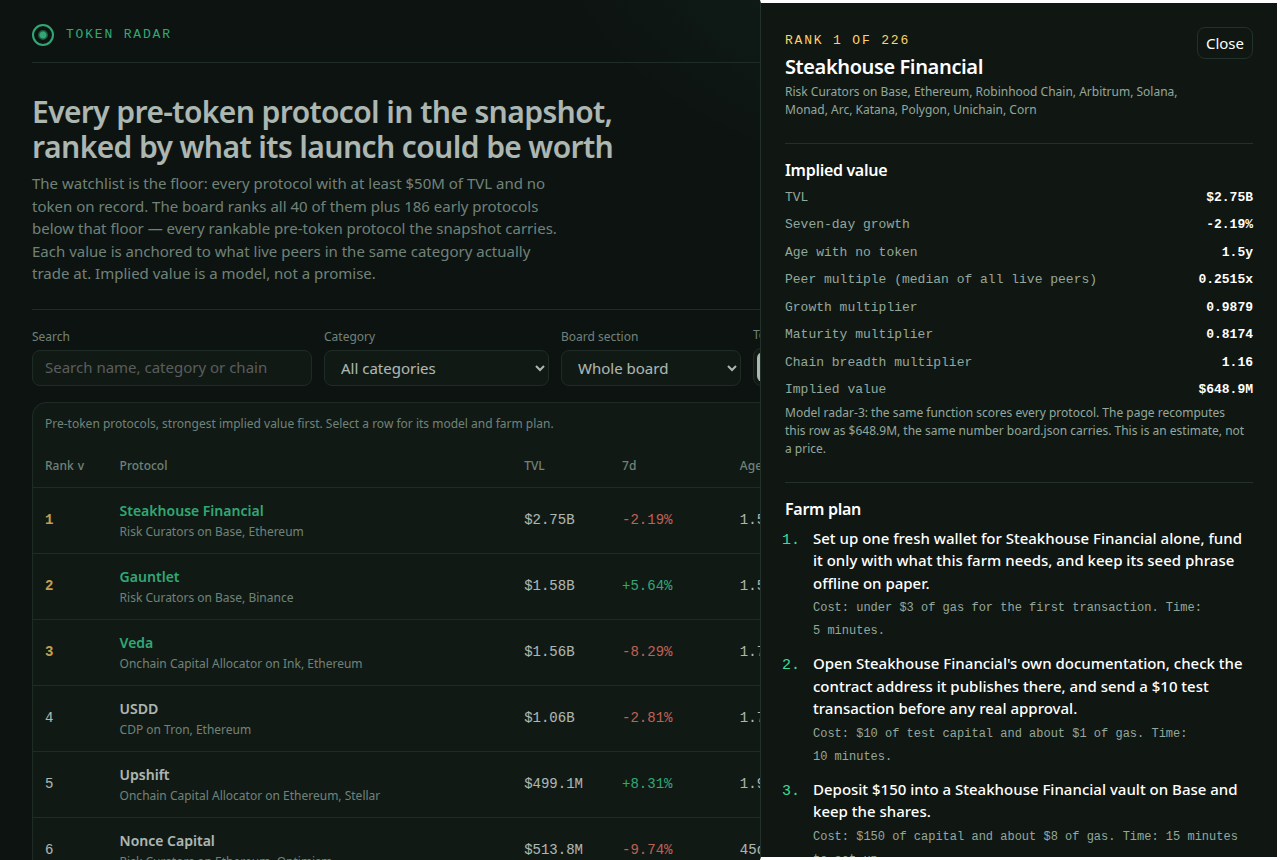 TOKEN RADAR
Every pre-token protocol in the snapshot,
ranked by what its launch could be worth
The watchlist is the floor: every protocol with at least $50M of TVL and no
token on record. The board ranks all 40 of them plus 186 early protocols
below that floor — every rankable pre-token protocol the snapshot carries.
Each value is anchored to what live peers in the same category actually
trade at. Implied value is a model, not a promise.
Search
Category
Board section
Search name, category or chain
All categories
Whole board
Pre-token protocols, strongest implied value first. Select a row for its model and farm plan.
Rank v Protocol TVL 7d Age
1 Steakhouse Financial $2.75B -2.19% 1.5
Risk Curators on Base, Ethereum
2 Gauntlet $1.58B +5.64% 1.5
Risk Curators on Base, Binance
3 Veda $1.56B -8.29% 1.7
Onchain Capital Allocator on Ink, Ethereum
4 USDD $1.06B -2.81% 1.7
CDP on Tron, Ethereum
5 Upshift $499.1M +8.31% 1.9
Onchain Capital Allocator on Ethereum, Stellar
6 Nonce Capital $513.8M -9.74% 45d
Risk Curators on Ethereum, Optimism
RANK 1 OF 226
Close
Steakhouse Financial
Risk Curators on Base, Ethereum, Robinhood Chain, Arbitrum, Solana,
Monad, Arc, Katana, Polygon, Unichain, Corn
Implied value
TVL $2.75B
Seven-day growth -2.19%
Age with no token 1.5y
Peer multiple (median of all live peers) 0.2515x
Growth multiplier 0.9879
Maturity multiplier 0.8174
Chain breadth multiplier 1.16
Implied value $648.9M
Model radar-3: the same function scores every protocol. The page recomputes
this row as $648.9M, the same number board.json carries. This is an estimate, not
a price.
Farm plan
1. Set up one fresh wallet for Steakhouse Financial alone, fund
it only with what this farm needs, and keep its seed phrase
offline on paper.
Cost: under $3 of gas for the first transaction. Time:
5 minutes.
2. Open Steakhouse Financial's own documentation, check the
contract address it publishes there, and send a $10 test
transaction before any real approval.
Cost: $10 of test capital and about $1 of gas. Time:
10 minutes.
3. Deposit $150 into a Steakhouse Financial vault on Base and
keep the shares.
Cost: $150 of capital and about $8 of gas. Time: 15 minutes